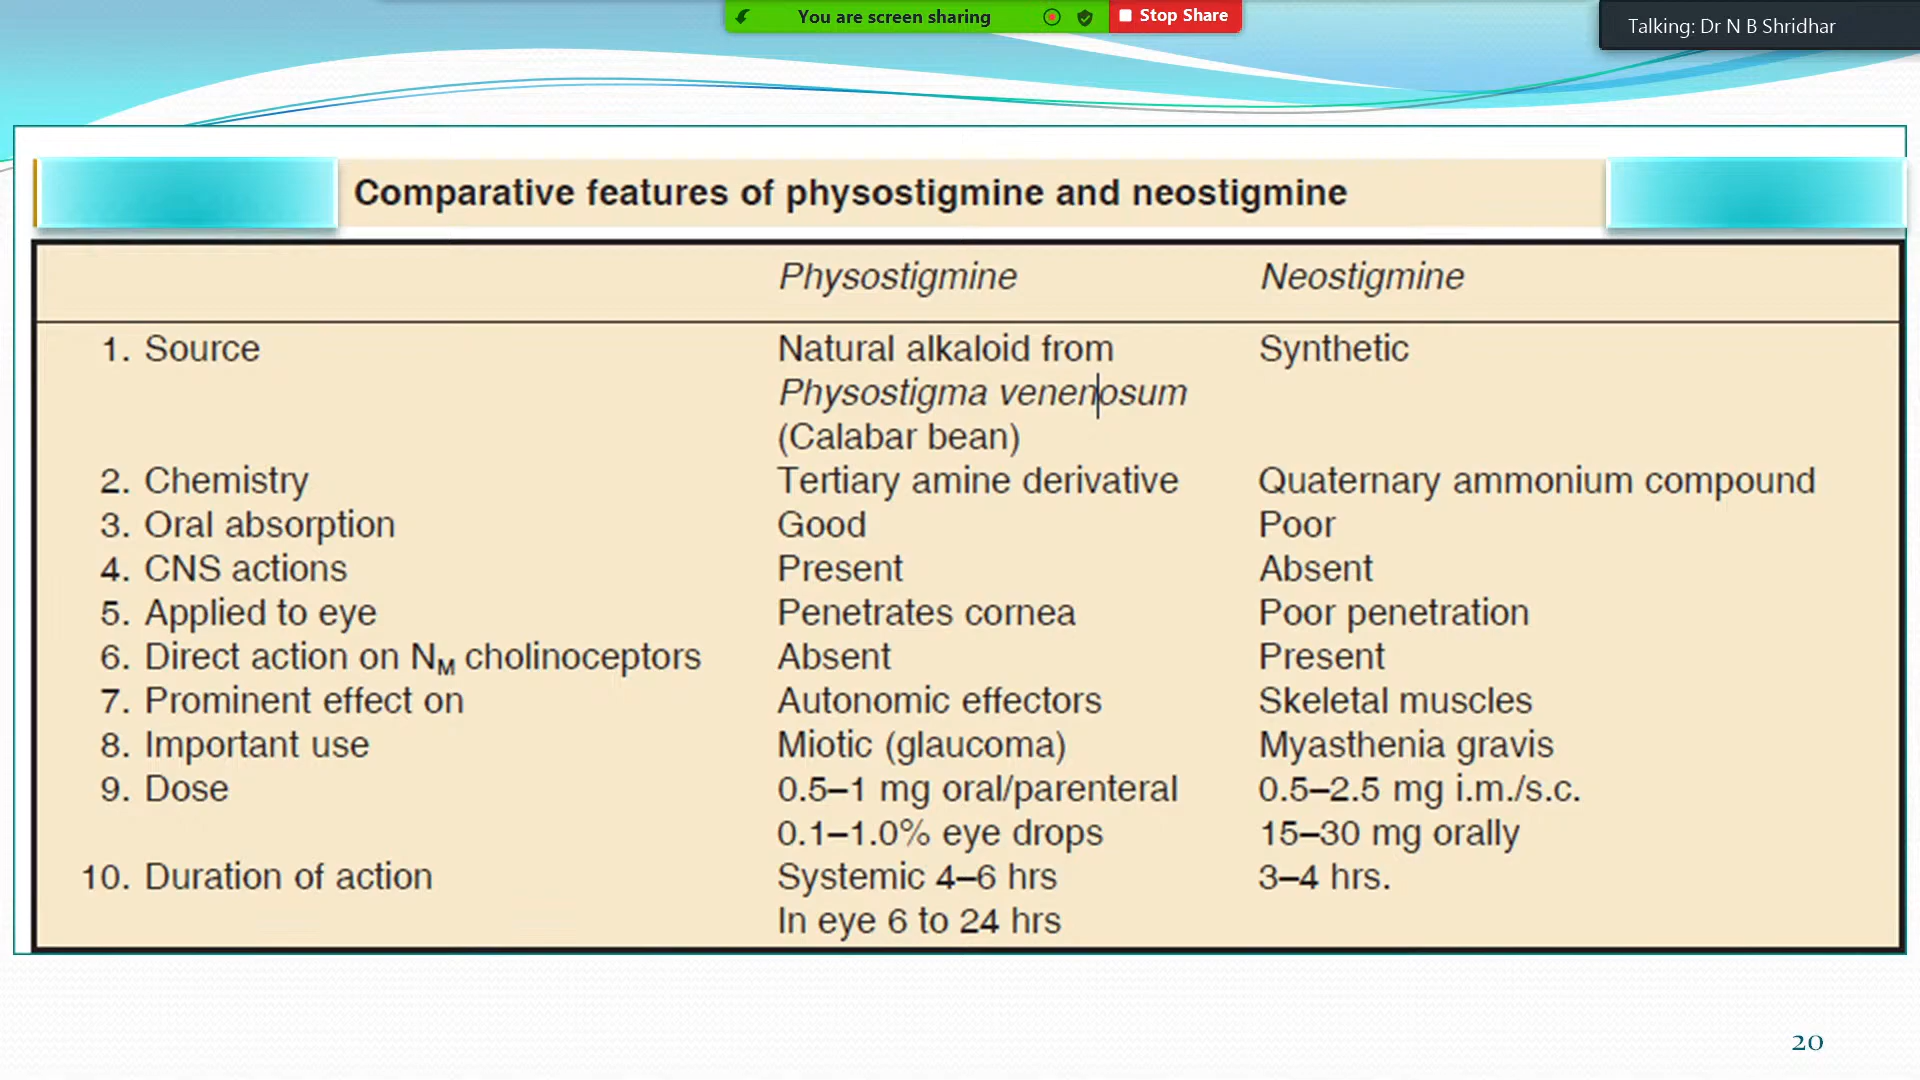 You are screen sharing
Stop Share
Talking: Dr N B Shridhar
Comparative features of physostigmine and neostigmine
Physostigmine Neostigmine
1. Source Natural alkaloid from Synthetic
Physostigma venenosum
(Calabar bean)
2. Chemistry Tertiary amine derivative Quaternary ammonium compound
3. Oral absorption Good Poor
4. CNS actions Present Absent
5. Applied to eye Penetrates cornea Poor penetration
6. Direct action on NM cholinoceptors Absent Present
7. Prominent effect on Autonomic effectors Skeletal muscles
8. Important use Miotic (glaucoma) Myasthenia gravis
9. Dose 0.5–1 mg oral/parenteral 0.5–2.5 mg i.m./s.c.
0.1–1.0% eye drops 15–30 mg orally
10. Duration of action Systemic 4–6 hrs 3–4 hrs.
In eye 6 to 24 hrs
20